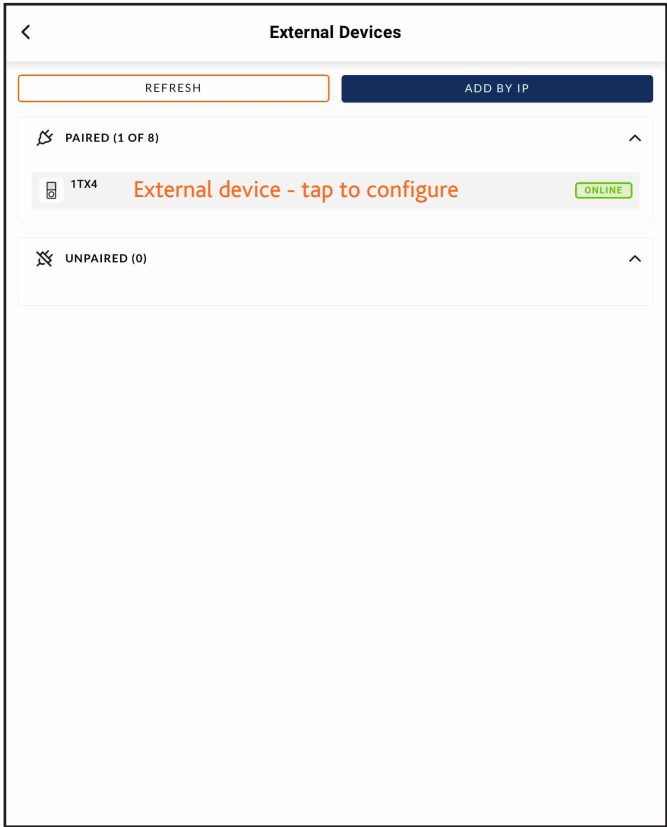 External Devices
REFRESH
ADD BY IP
PAIRED (1 OF 8)
1TX4
External device - tap to configure
ONLINE
UNPAIRED (0)